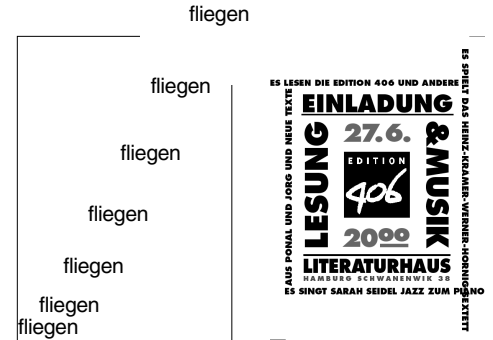 fliegen
fliegen
fliegen
fliegen
fliegen
fliegen
fliegen
ES LESEN DIE EDITION 406 UND ANDERE
ES SPIELT DAS HEINZ-KRAMER-WERNER-HORNIG-SEXTETT
AUS PONAL UND JORG UND NEUE TEXTE
EINLADUNG
LESUNG
27.6.
& MUSIK
EDITION
406
2000
LITERATURHAUS
HAMBURG SCHWANENWIK 38
ES SINGT SARAH SEIDEL JAZZ ZUM PIANO